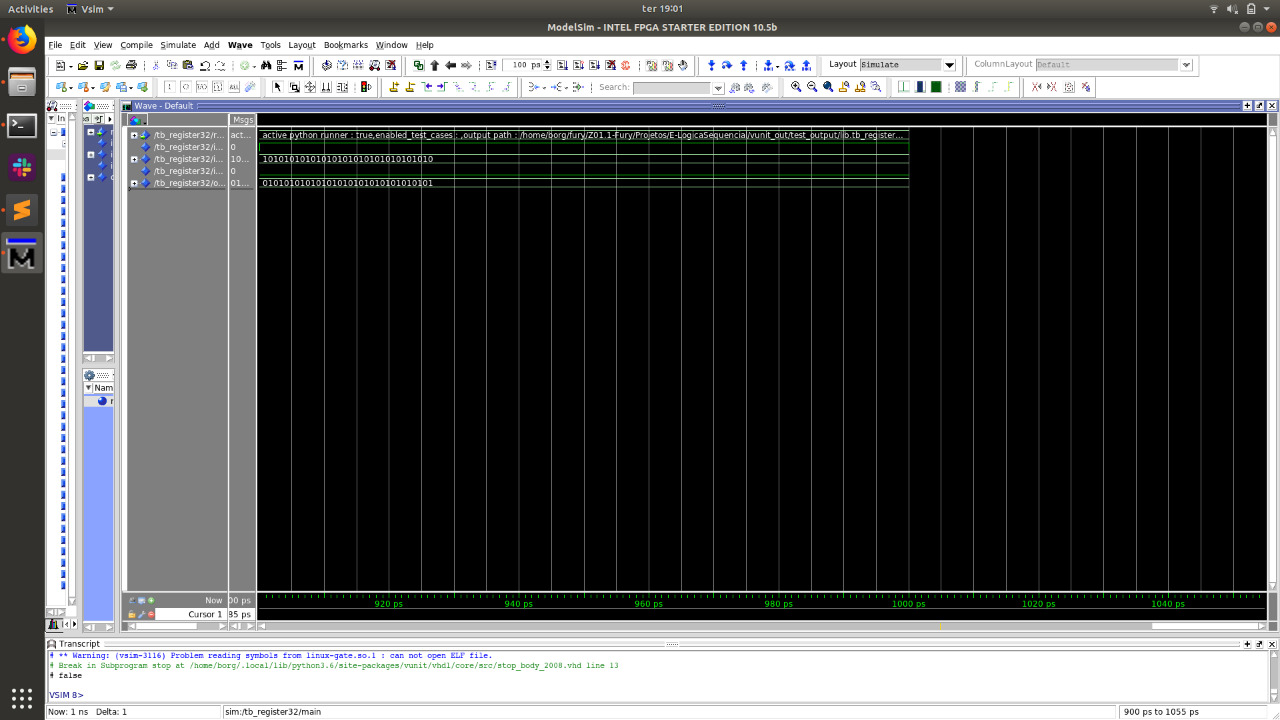 Activities Vsim ter 19:01
ModelSim - INTEL FPGA STARTER EDITION 10.5b
File Edit View Compile Simulate Add Wave Tools Layout Bookmarks Window Help
100 ps Layout Simulate ColumnLayout Default
Search:
Wave - Default
In
Msgs
/tb_register32/r... act... active python runner : true,enabled_test_cases : ,output path : /home/borg/fury/Z01.1-Fury/Projetos/E-LogicaSequencial/vunit_out/test_output/lib.tb_register...
/tb_register32/i... 0
/tb_register32/i... 10... 10101010101010101010101010101010
/tb_register32/i... 0
/tb_register32/o... 01... 01010101010101010101010101010101
Nam
Now 00 ps 920 ps 940 ps 960 ps 980 ps 1000 ps 1020 ps 1040 ps
Cursor 1 85 ps
Transcript
# ** Warning: (vsim-3116) Problem reading symbols from linux-gate.so.1 : can not open ELF file.
# Break in Subprogram stop at /home/borg/.local/lib/python3.6/site-packages/vunit/vhdl/core/src/stop_body_2008.vhd line 13
# false
VSIM 8>
Now: 1 ns Delta: 1 sim:/tb_register32/main 900 ps to 1055 ps